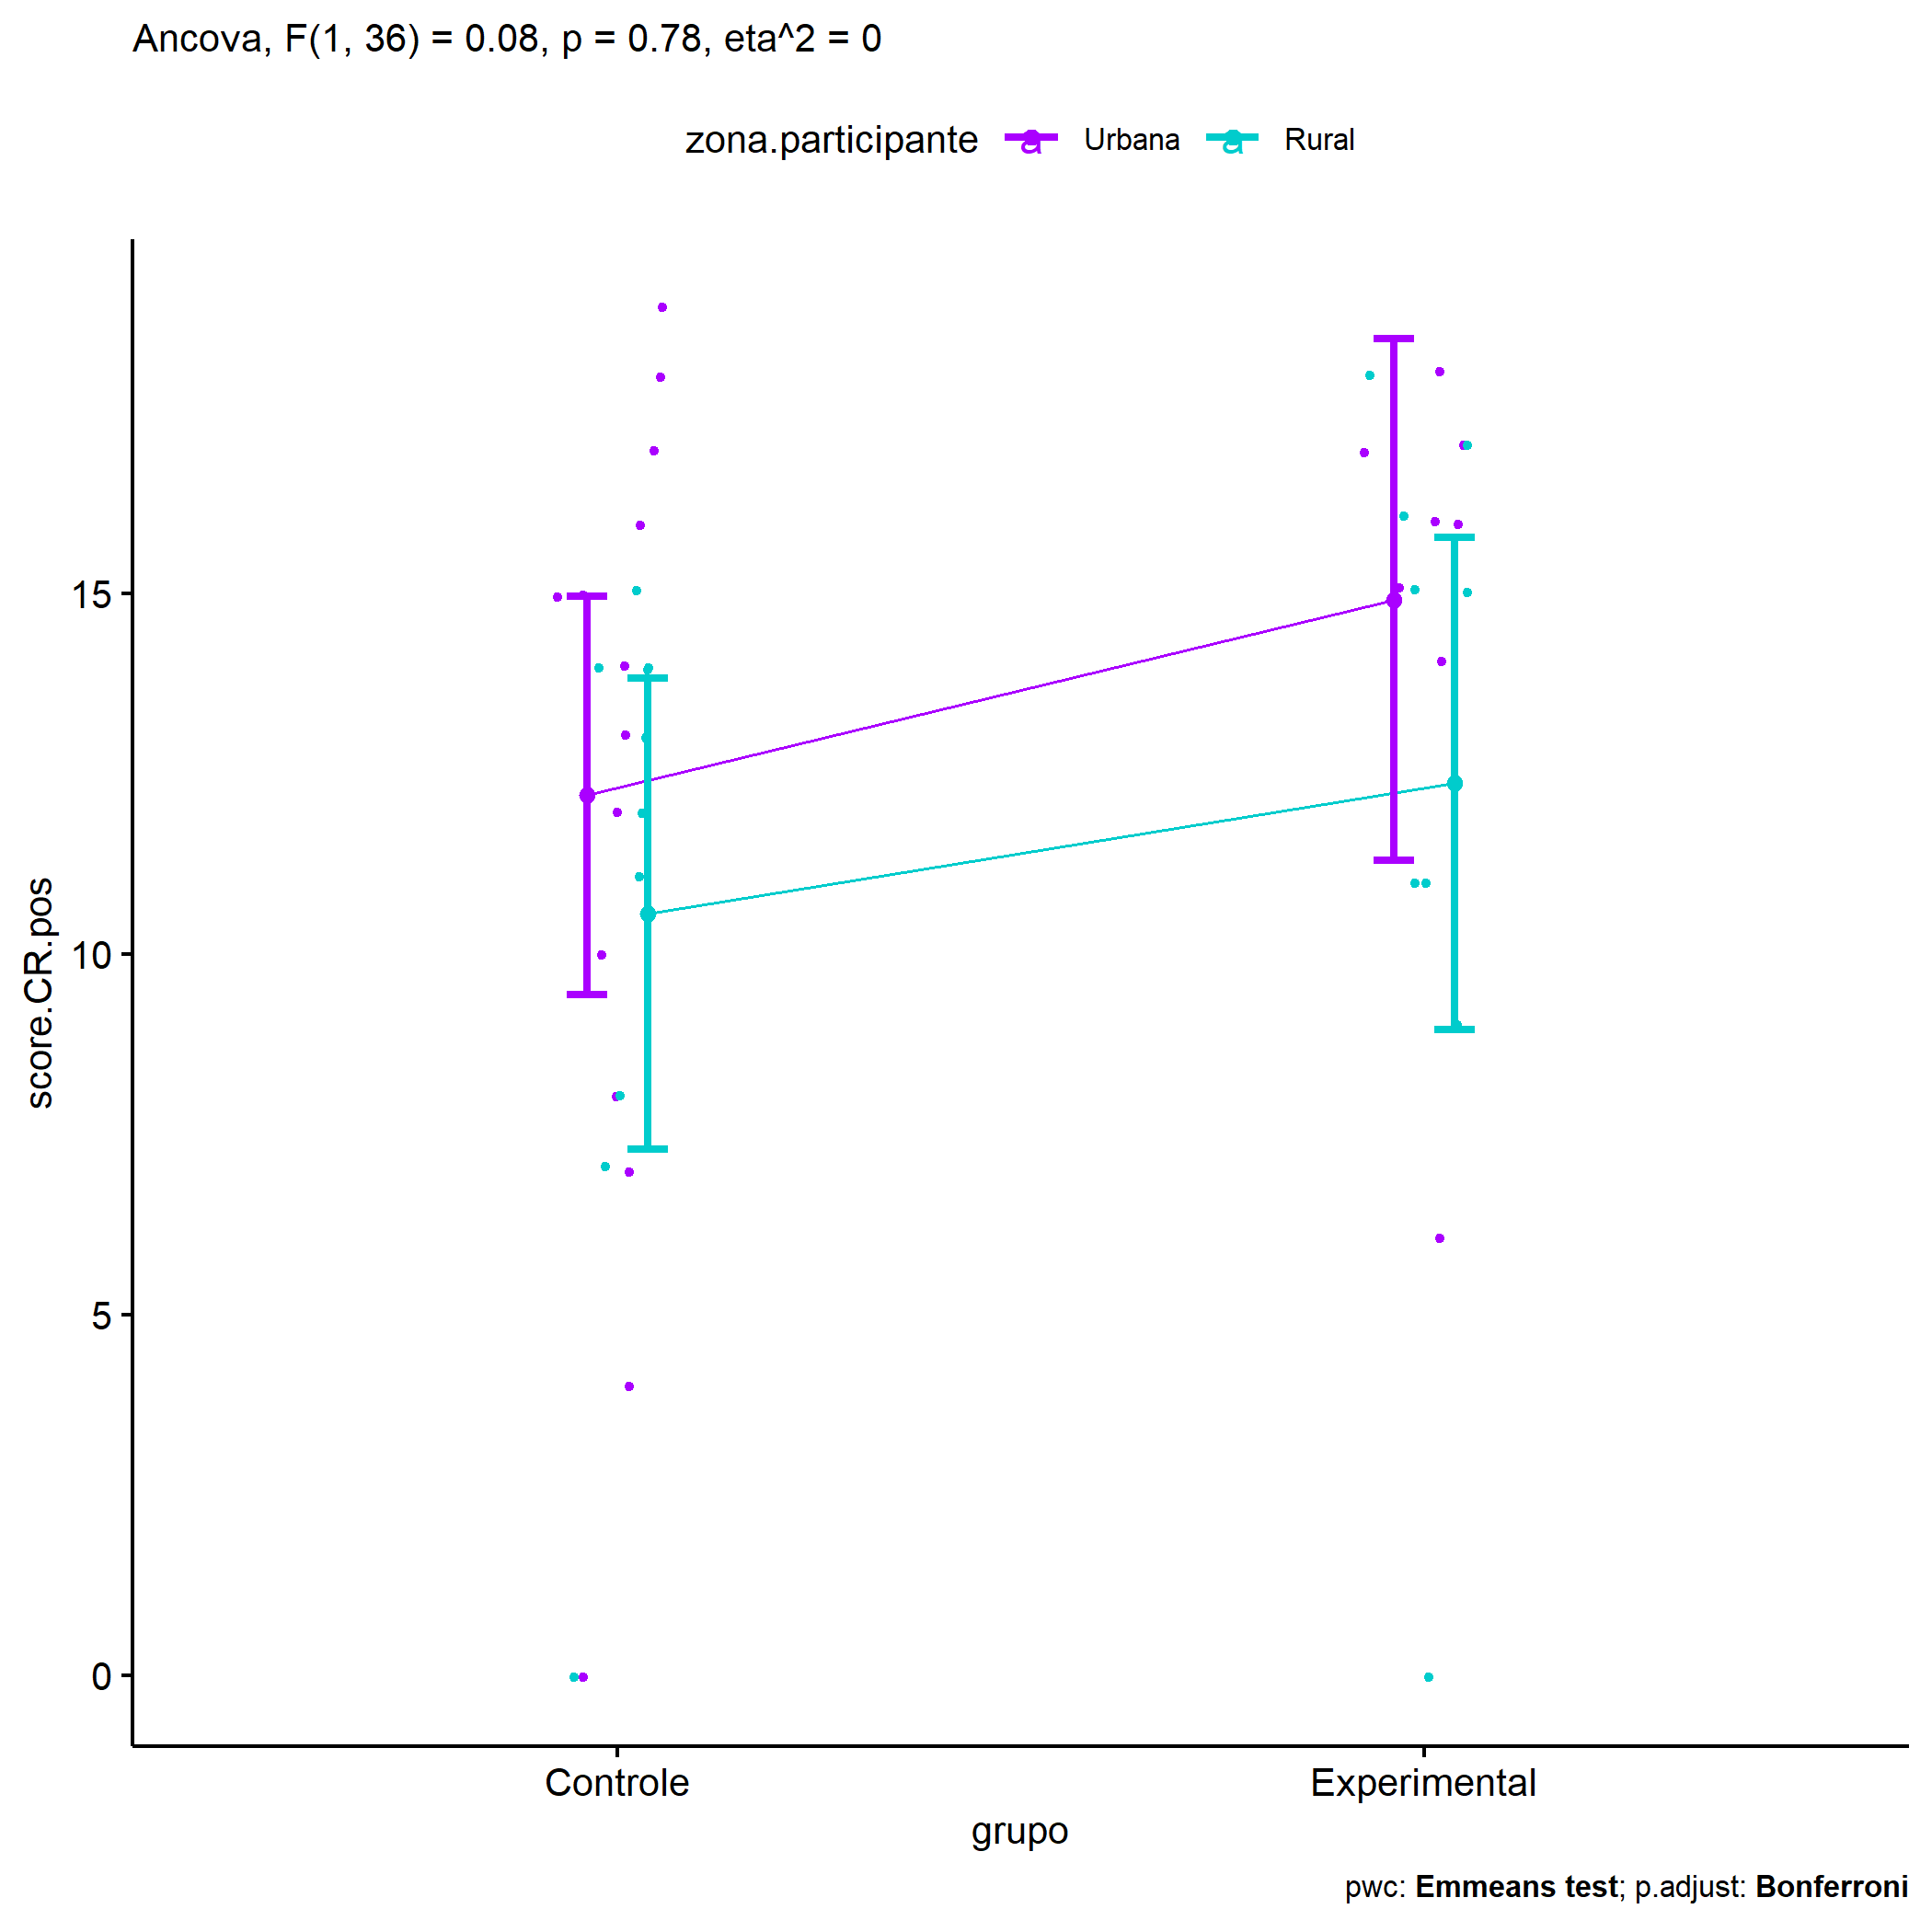 Ancova, F(1, 36) = 0.08, p = 0.78, eta^2 = 0
zona.participante a Urbana a Rural
score.CR.pos
15
10
5
0
Controle Experimental
grupo
pwc: Emmeans test; p.adjust: Bonferroni